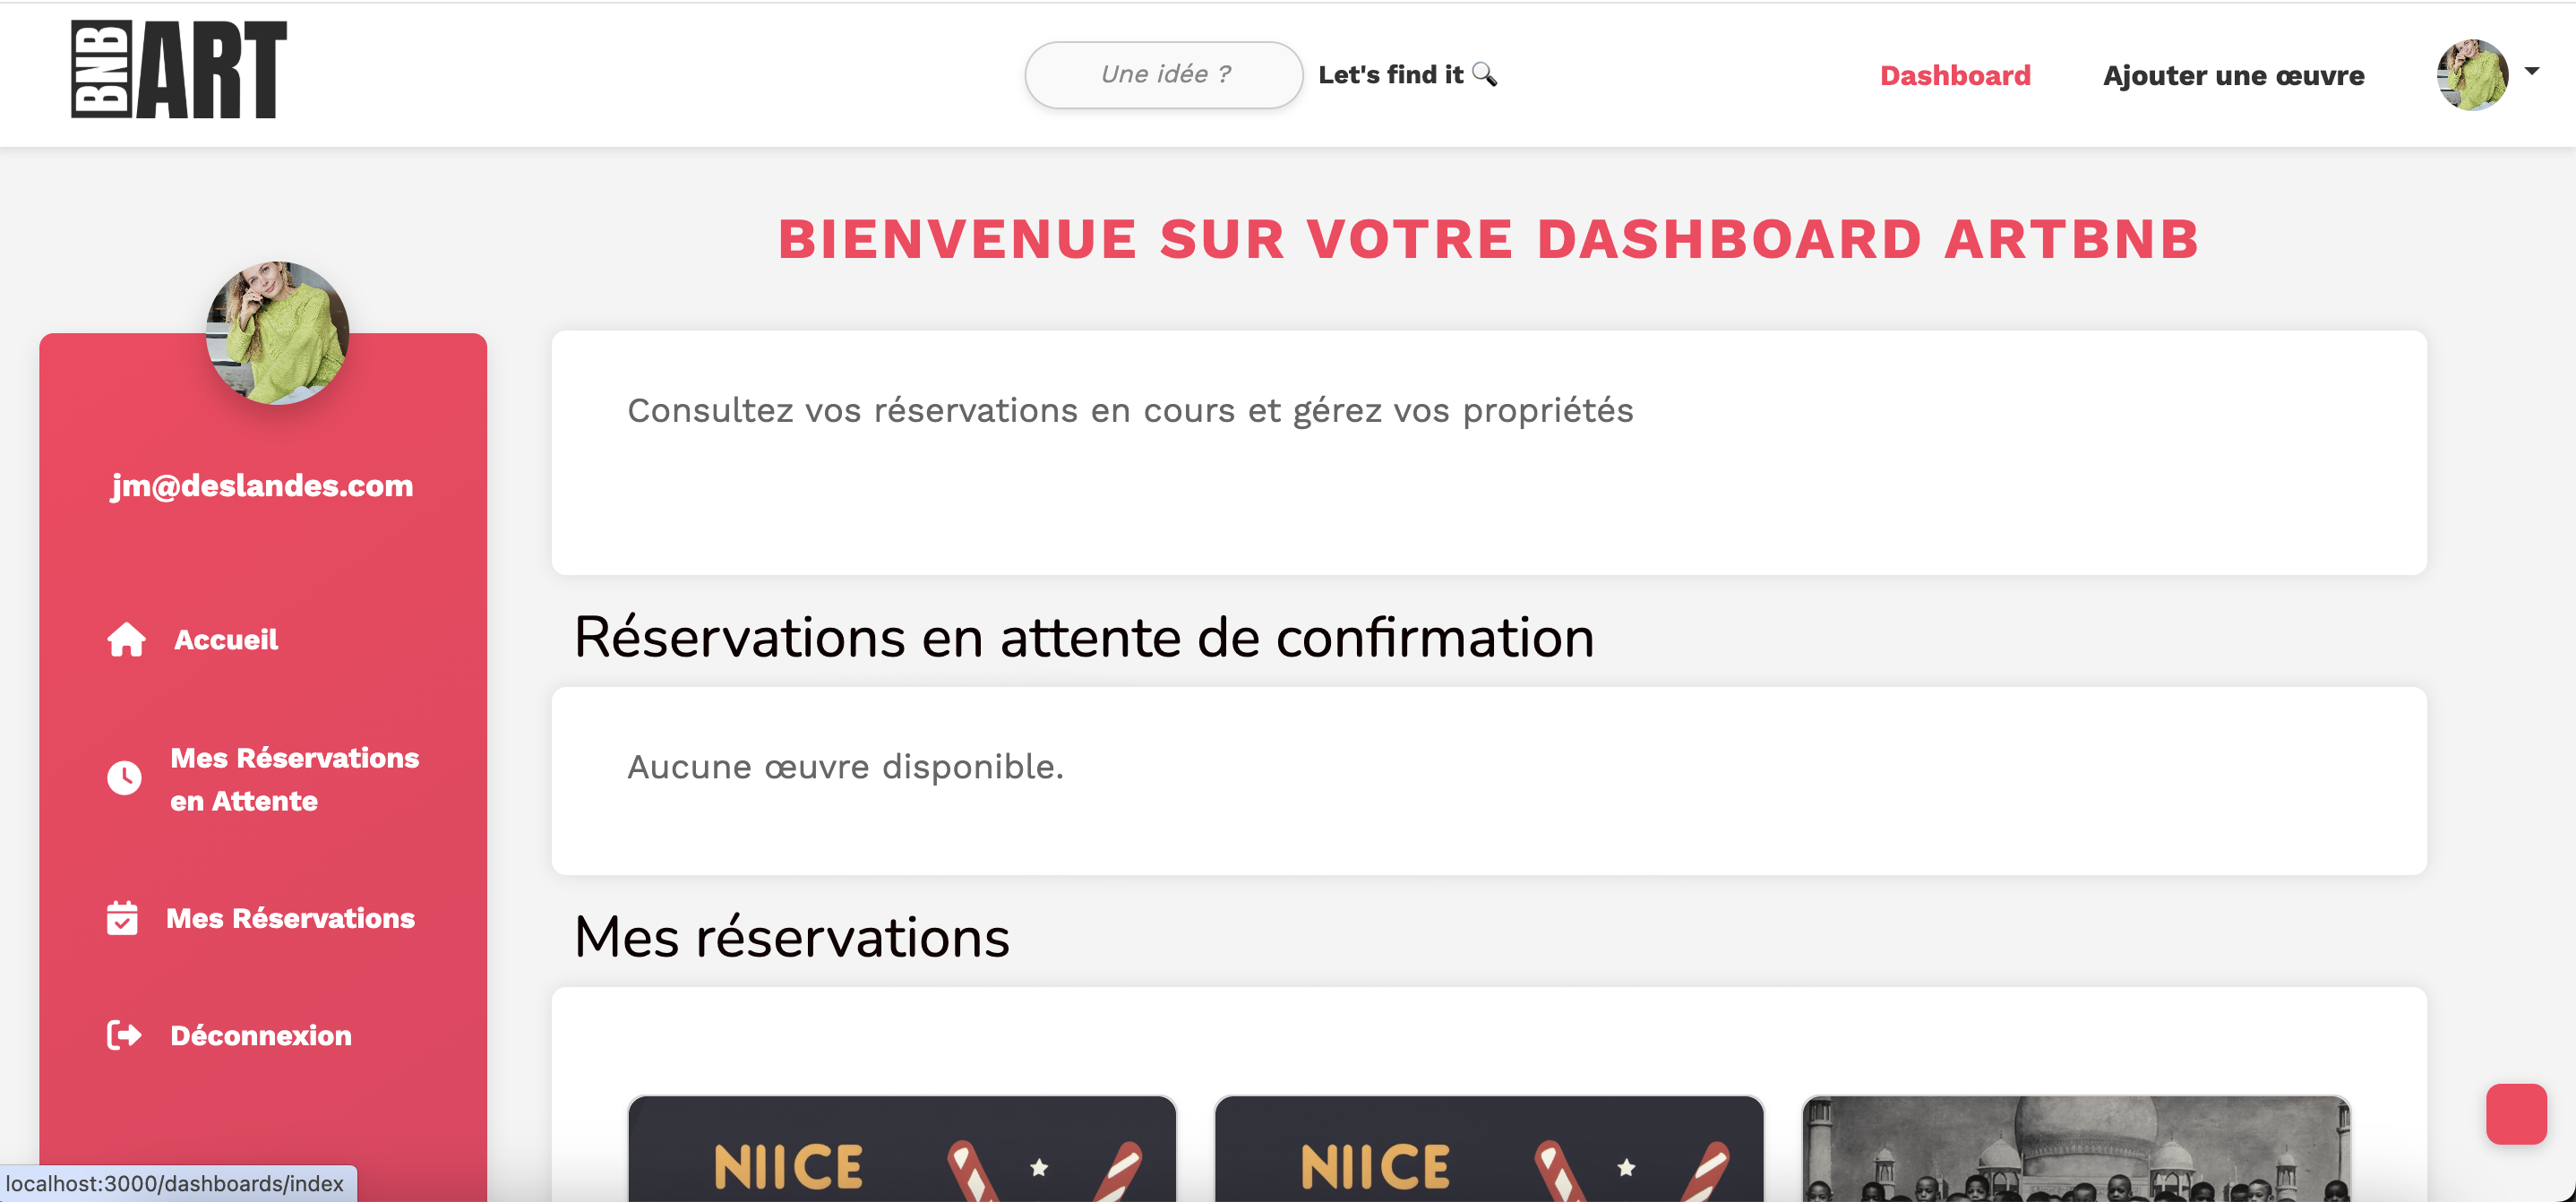 BNB ART
Une idée ?
Let's find it
Dashboard
Ajouter une œuvre
BIENVENUE SUR VOTRE DASHBOARD ARTBNB
jm@deslandes.com
Accueil
Mes Réservations
en Attente
Mes Réservations
Déconnexion
Consultez vos réservations en cours et gérez vos propriétés
Réservations en attente de confirmation
Aucune œuvre disponible.
Mes réservations
NIICE
NIICE
localhost:3000/dashboards/index